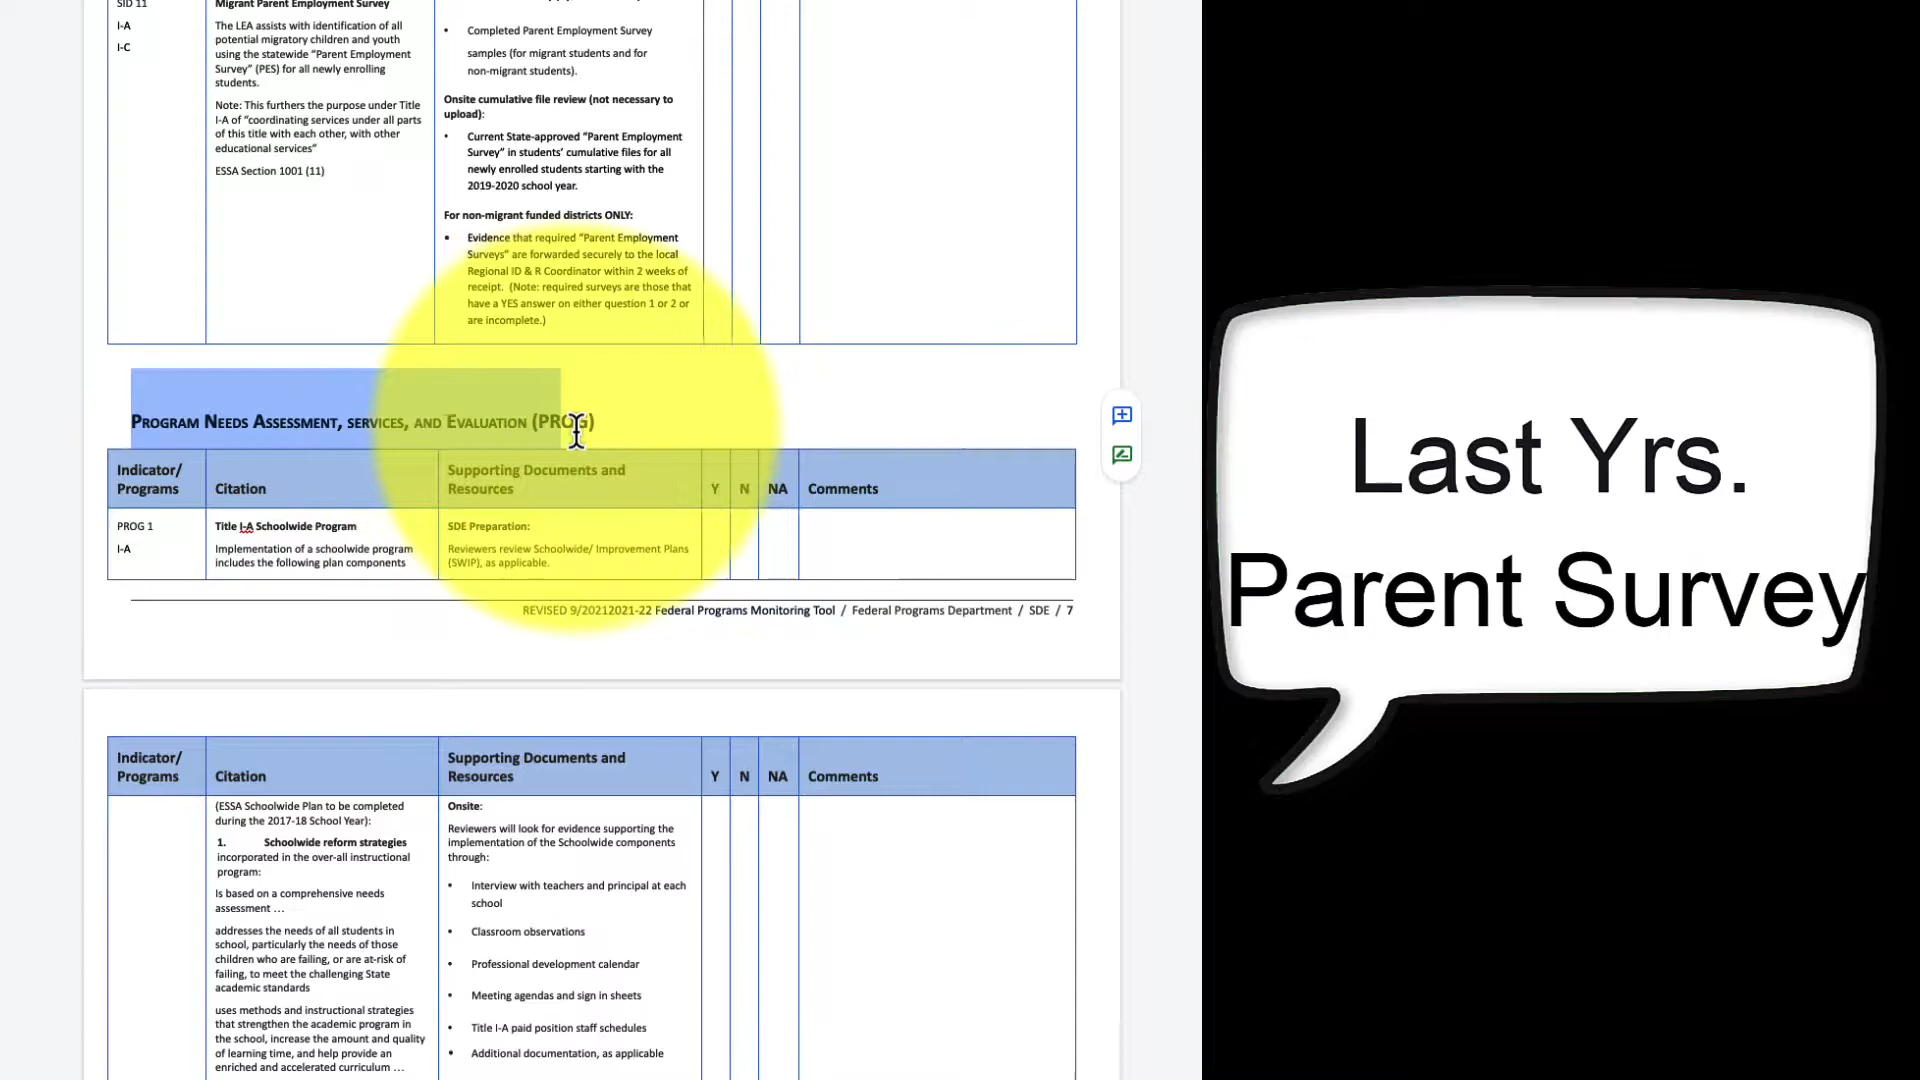 SID 11
Migrant Parent Employment Survey
I-A
I-C
The LEA assists with identification of all
potential migratory children and youth
using the statewide “Parent Employment
Survey” (PES) for all newly enrolling
students.
Note: This furthers the purpose under Title
I-A of “coordinating services under all parts
of this title with each other, with other
educational services”
ESSA Section 1001 (11)
• Completed Parent Employment Survey
samples (for migrant students and for
non-migrant students).
Onsite cumulative file review (not necessary to
upload):
• Current State-approved “Parent Employment
Survey” in students’ cumulative files for all
newly enrolled students starting with the
2019-2020 school year.
For non-migrant funded districts ONLY:
• Evidence that required “Parent Employment
Surveys” are forwarded securely to the local
Regional ID & R Coordinator within 2 weeks of
receipt. (Note: required surveys are those that
have a YES answer on either question 1 or 2 or
are incomplete.)
PROGRAM NEEDS ASSESSMENT, SERVICES, AND EVALUATION (PROG)
Indicator/
Programs
Citation
Supporting Documents and
Resources
Y
N
NA
Comments
PROG 1
I-A
Title I-A Schoolwide Program
Implementation of a schoolwide program
includes the following plan components
SDE Preparation:
Reviewers review Schoolwide/ Improvement Plans
(SWIP), as applicable.
REVISED 9/20212021-22 Federal Programs Monitoring Tool / Federal Programs Department / SDE / 7
Indicator/
Programs
Citation
Supporting Documents and
Resources
Y
N
NA
Comments
(ESSA Schoolwide Plan to be completed
during the 2017-18 School Year):
1. Schoolwide reform strategies
incorporated in the over-all instructional
program:
Is based on a comprehensive needs
assessment …
addresses the needs of all students in
school, particularly the needs of those
children who are failing, or are at-risk of
failing, to meet the challenging State
academic standards
uses methods and instructional strategies
that strengthen the academic program in
the school, increase the amount and quality
of learning time, and help provide an
enriched and accelerated curriculum …
Onsite:
Reviewers will look for evidence supporting the
implementation of the Schoolwide components
through:
• Interview with teachers and principal at each
school
• Classroom observations
• Professional development calendar
• Meeting agendas and sign in sheets
• Title I-A paid position staff schedules
• Additional documentation, as applicable
Last Yrs.
Parent Survey